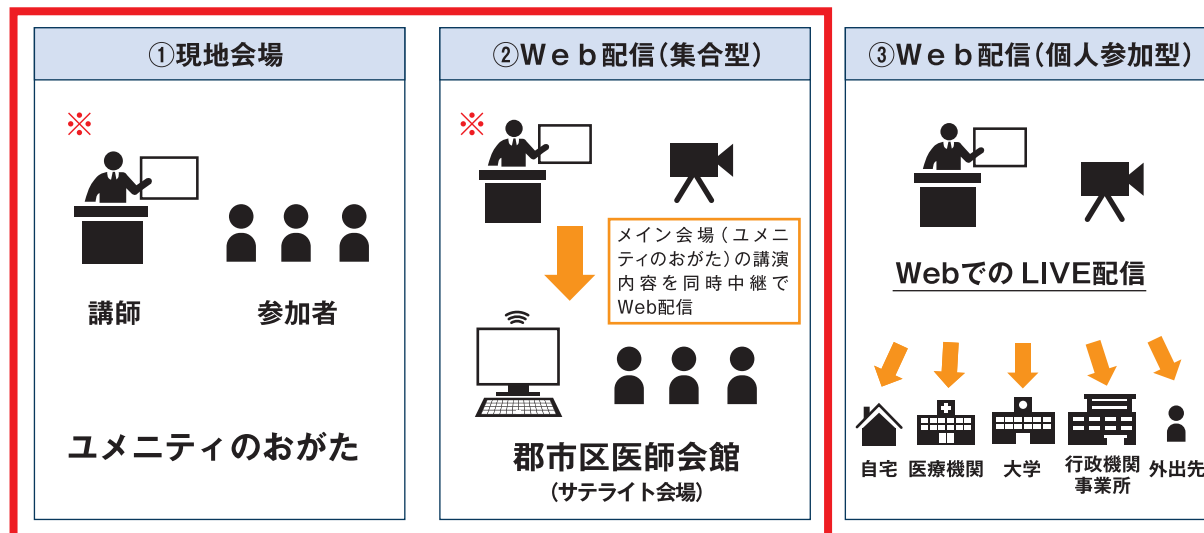 ①現地会場
※
講師
参加者
ユメニティのおがた
②Ｗｅｂ配信(集合型)
※
メイン会場(ユメニ
ティのおがた)の講演
内容を同時中継で
Web配信
郡市区医師会館
(サテライト会場)
③Ｗｅｂ配信(個人参加型)
WebでのLIVE配信
自宅
医療機関
大学
行政機関
事業所
外出先